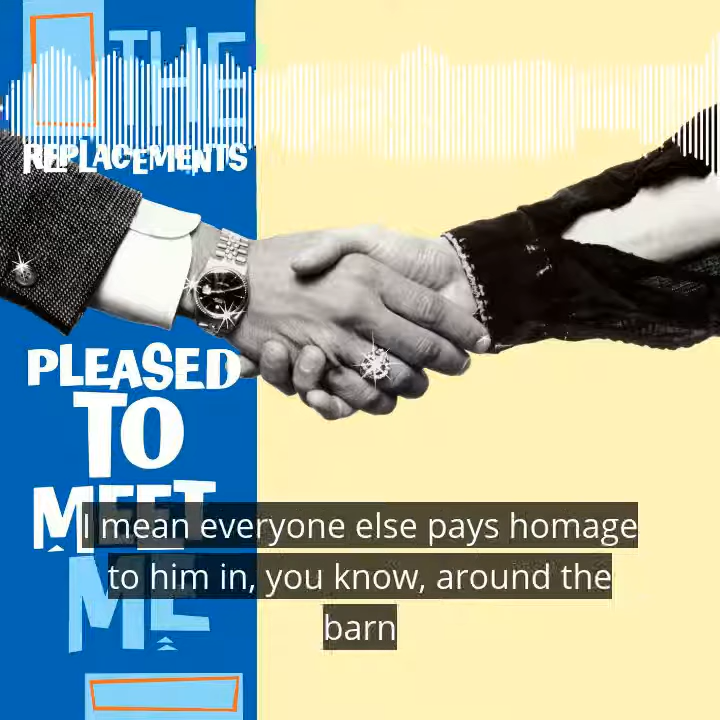 THE
REPLACEMENTS
PLEASED
TO
MEET
ME
I mean everyone else pays homage
to him in, you know, around the
barn